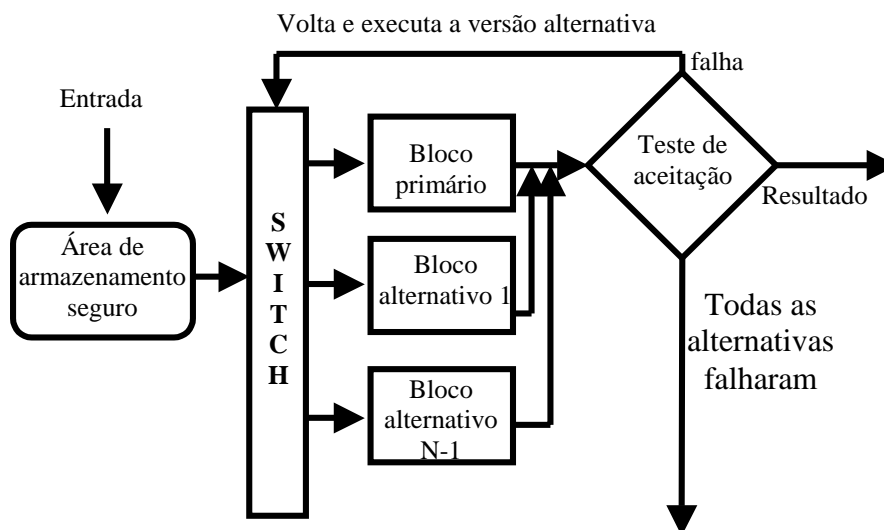 Volta e executa a versão alternativa
falha
Entrada
Bloco
primário
Teste de
aceitação
Resultado
S
W
I
T
C
H
Área de
armazenamento
seguro
Bloco
alternativo 1
Todas as
alternativas
falharam
Bloco
alternativo
N-1